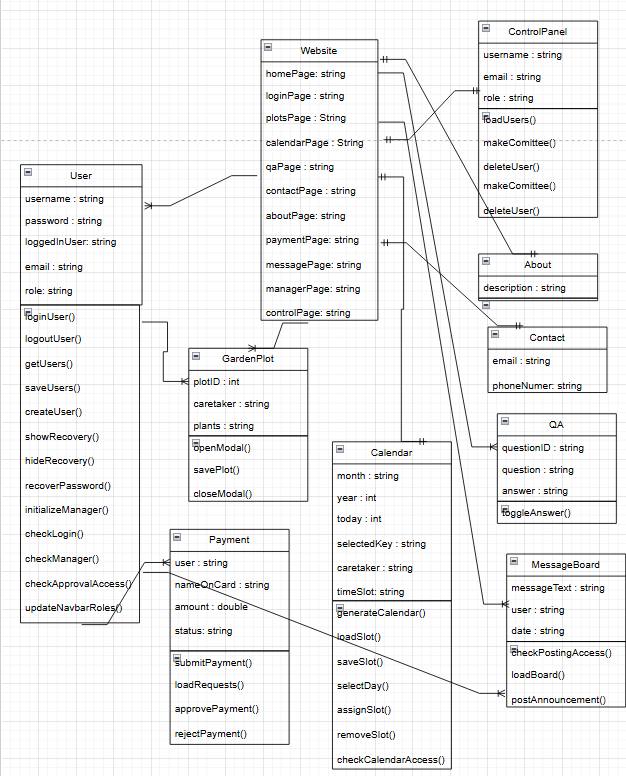 Website
homePage: string
loginPage : string
plotsPage : String
calendarPage : String
qaPage : string
contactPage : string
aboutPage: string
paymentPage : string
messagePage: string
managerPage: string
controlPage: string
ControlPanel
username : string
email : string
role : string
loadUsers()
makeComittee()
deleteUser()
makeComittee()
deleteUser()
User
username : string
password : string
loggedInUser: string
email : string
role: string
loginUser()
logoutUser()
getUsers()
saveUsers()
createUser()
showRecovery()
hideRecovery()
recoverPassword()
initializeManager()
checkLogin()
checkManager()
checkApprovalAccess()
updateNavbarRoles()
About
description : string
Contact
email : string
phoneNumer: string
GardenPlot
plotID : int
caretaker : string
plants : string
openModal()
savePlot()
closeModal()
QA
questionID : string
question : string
answer : string
toggleAnswer()
Calendar
month : string
year : int
today : int
selectedKey : string
caretaker : string
timeSlot: string
generateCalendar()
loadSlot()
saveSlot()
selectDay()
assignSlot()
removeSlot()
checkCalendarAccess()
Payment
user : string
nameOnCard : string
amount : double
status: string
submitPayment()
loadRequests()
approvePayment()
rejectPayment()
MessageBoard
messageText : string
user : string
date : string
checkPostingAccess()
loadBoard()
postAnnouncement()